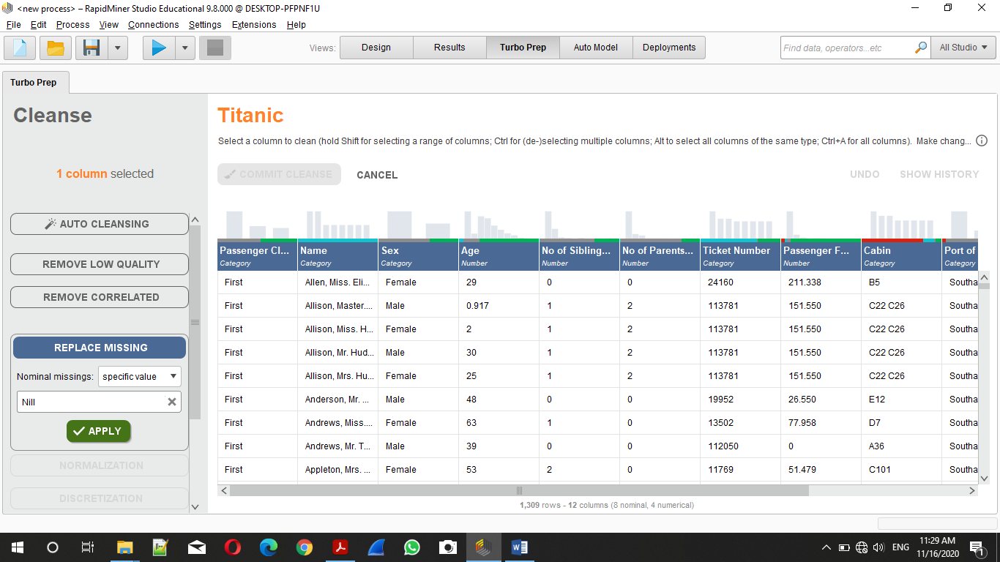 <new process> – RapidMiner Studio Educational 9.8.000 @ DESKTOP-PFPNF1U
File Edit Process View Connections Settings Extensions Help
Views: Design Results Turbo Prep Auto Model Deployments Find data, operators...etc All Studio
Turbo Prep
Cleanse
1 column selected
AUTO CLEANSING
REMOVE LOW QUALITY
REMOVE CORRELATED
REPLACE MISSING
Nominal missings: specific value
Nill
APPLY
NORMALIZATION
DISCRETIZATION
Titanic
Select a column to clean (hold Shift for selecting a range of columns; Ctrl for (de-)selecting multiple columns; Alt to select all columns of the same type; Ctrl+A for all columns). Make chang...
COMMIT CLEANSE CANCEL UNDO SHOW HISTORY
Passenger Cl... Name Sex Age No of Sibling... No of Parents... Ticket Number Passenger F... Cabin Port of
Category Category Category Number Number Number Category Number Category Category
First Allen, Miss. Eli... Female 29 0 0 24160 211.338 B5 Southa
First Allison, Master.... Male 0.917 1 2 113781 151.550 C22 C26 Southa
First Allison, Miss. H... Female 2 1 2 113781 151.550 C22 C26 Southa
First Allison, Mr. Hud... Male 30 1 2 113781 151.550 C22 C26 Southa
First Allison, Mrs. Hu... Female 25 1 2 113781 151.550 C22 C26 Southa
First Anderson, Mr. ... Male 48 0 0 19952 26.550 E12 Southa
First Andrews, Miss.... Female 63 1 0 13502 77.958 D7 Southa
First Andrews, Mr. T... Male 39 0 0 112050 0 A36 Southa
First Appleton, Mrs. ... Female 53 2 0 11769 51.479 C101 Southa
1,309 rows - 12 columns (8 nominal, 4 numerical)
ENG 11:29 AM
11/16/2020 1